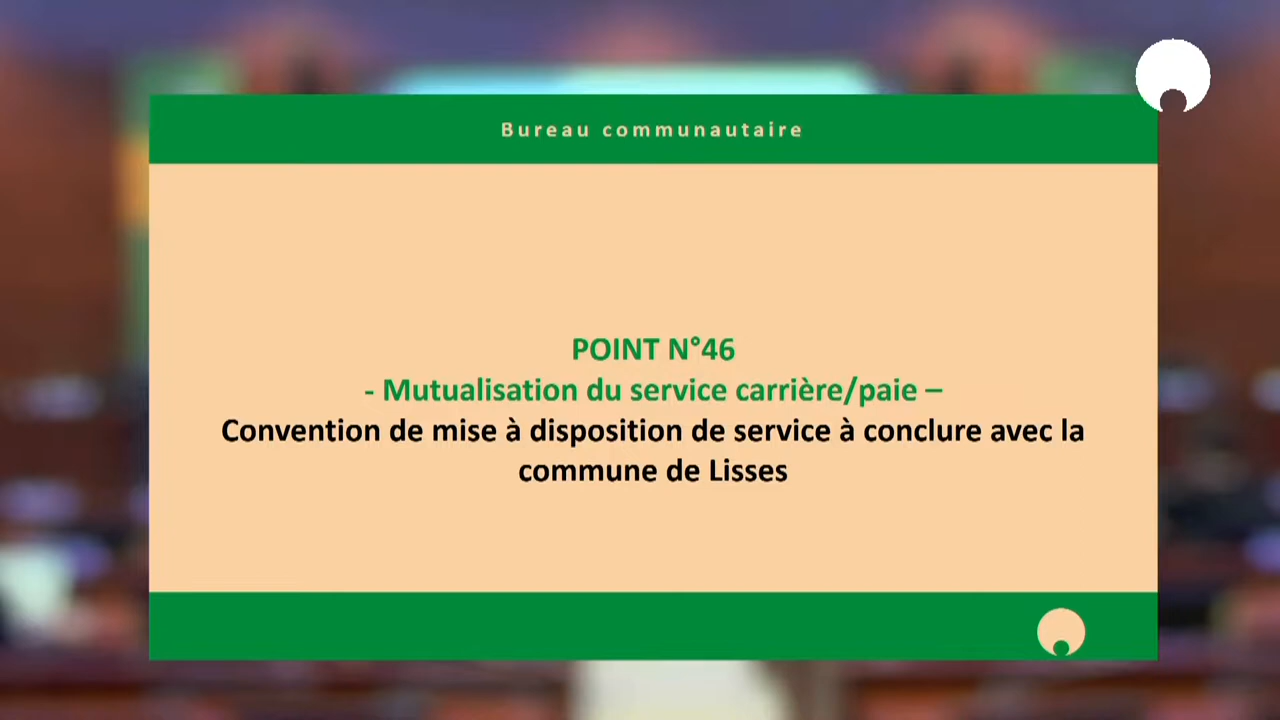 Bureau communautaire
POINT N°46
- Mutualisation du service carrière/paie –
Convention de mise à disposition de service à conclure avec la
commune de Lisses